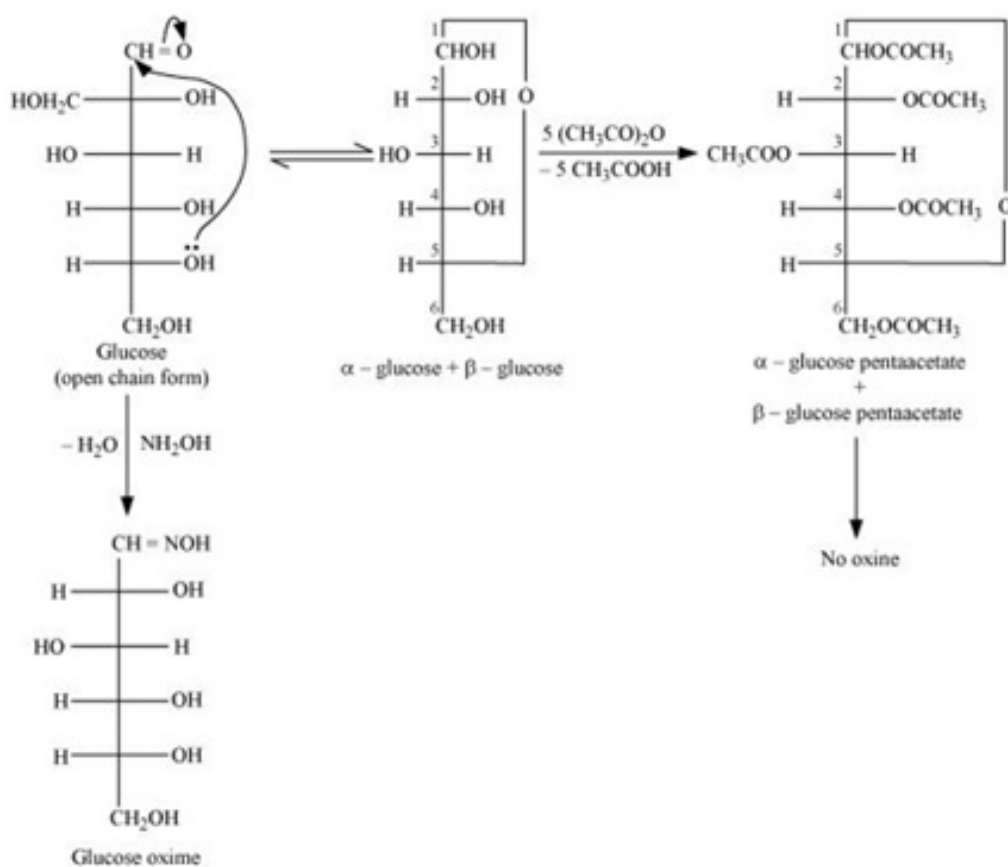 CH = O
HOH₂C OH
HO H
H OH
H OH
CH₂OH
Glucose
(open chain form)
– H₂O NH₂OH
CH = NOH
H OH
HO H
H OH
H OH
CH₂OH
Glucose oxime
1
CHOH
2
H OH O
3
HO H
4
H OH
5
H
6
CH₂OH
α – glucose + β – glucose
5 (CH₃CO)₂O
– 5 CH₃COOH
1
CHOCOCH₃
2
H OCOCH₃
3
CH₃COO H
4
H OCOCH₃
5
H
6
CH₂OCOCH₃
α – glucose pentaacetate
+
β – glucose pentaacetate
No oxine